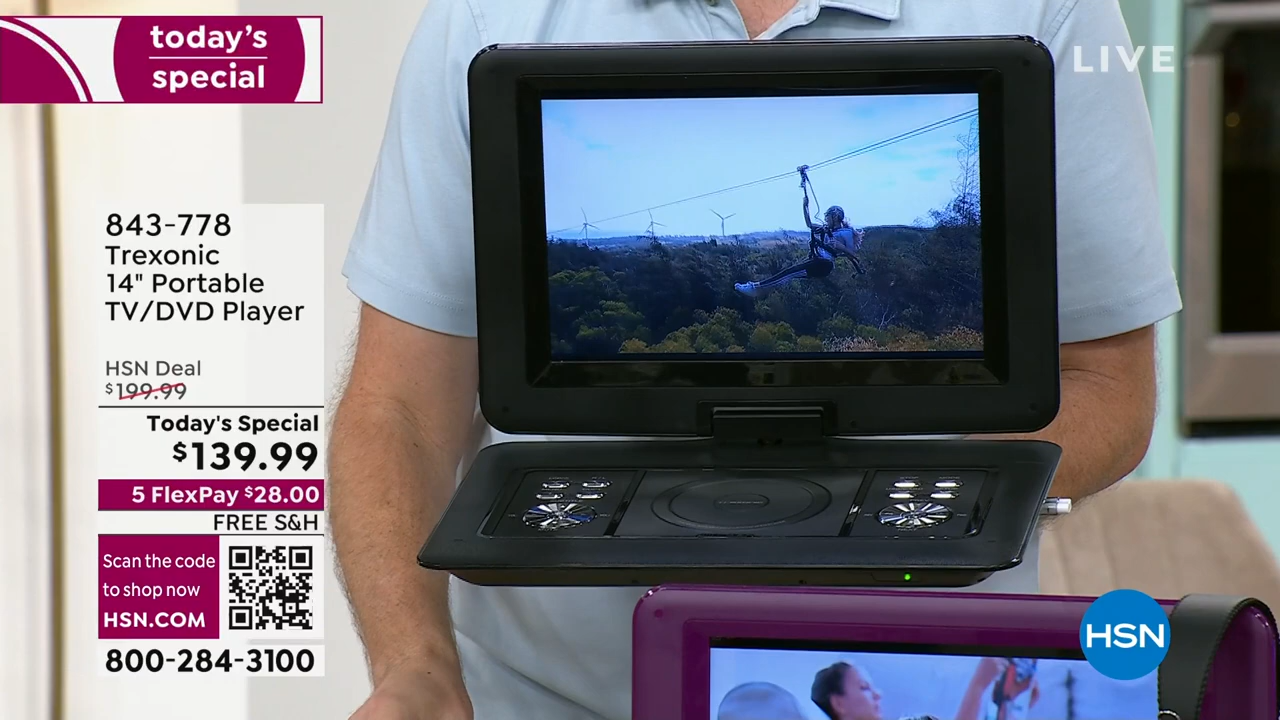 today's
special
LIVE
843-778
Trexonic
14" Portable
TV/DVD Player
HSN Deal
$199.99
Today's Special
$139.99
5 FlexPay $28.00
FREE S&H
Scan the code
to shop now
HSN.COM
800-284-3100
HSN